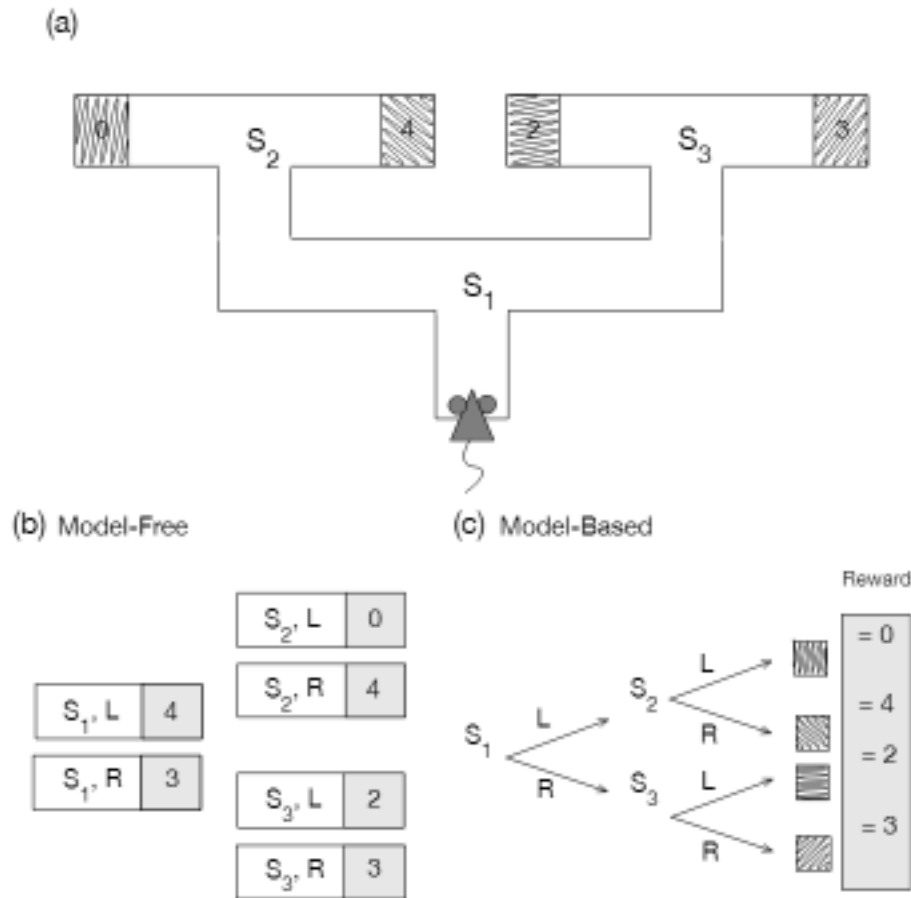 (a)
0 4 2 3
S2 S3
S1
(b) Model-Free
S1, L 4
S1, R 3
S2, L 0
S2, R 4
S3, L 2
S3, R 3
(c) Model-Based
Reward
S1
L
R
S2
S3
L
R
L
R
= 0
= 4
= 2
= 3